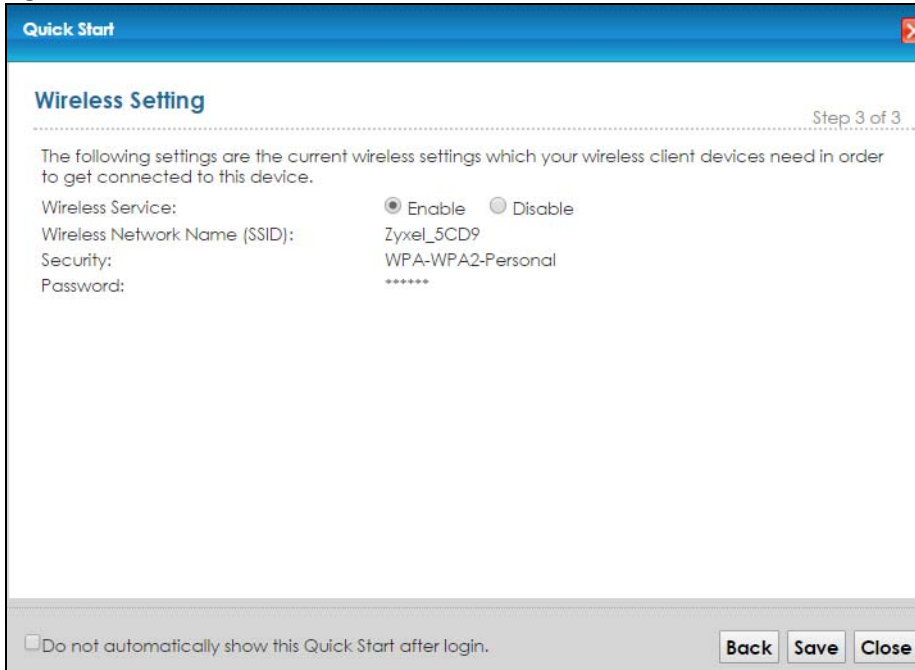 Quick Start
Wireless Setting
Step 3 of 3
The following settings are the current wireless settings which your wireless client devices need in order
to get connected to this device.
Wireless Service: Enable Disable
Wireless Network Name (SSID): Zyxel_5CD9
Security: WPA-WPA2-Personal
Password: ******
Do not automatically show this Quick Start after login.
Back Save Close